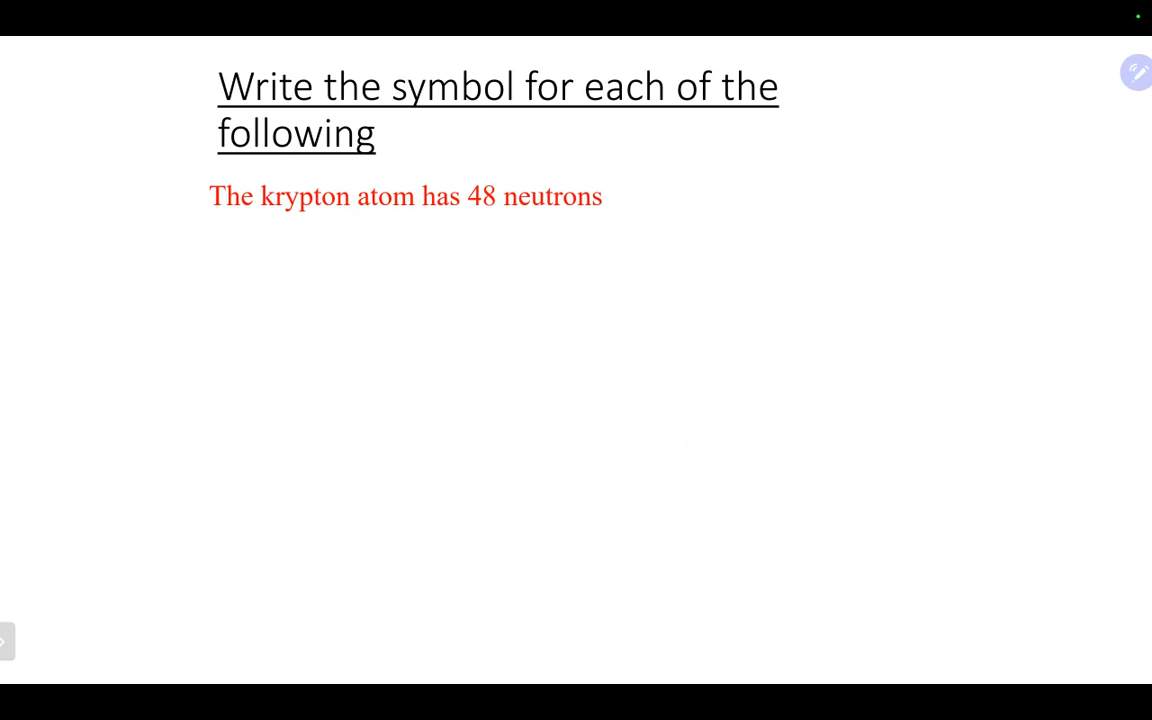 Write the symbol for each of the
following
The krypton atom has 48 neutrons